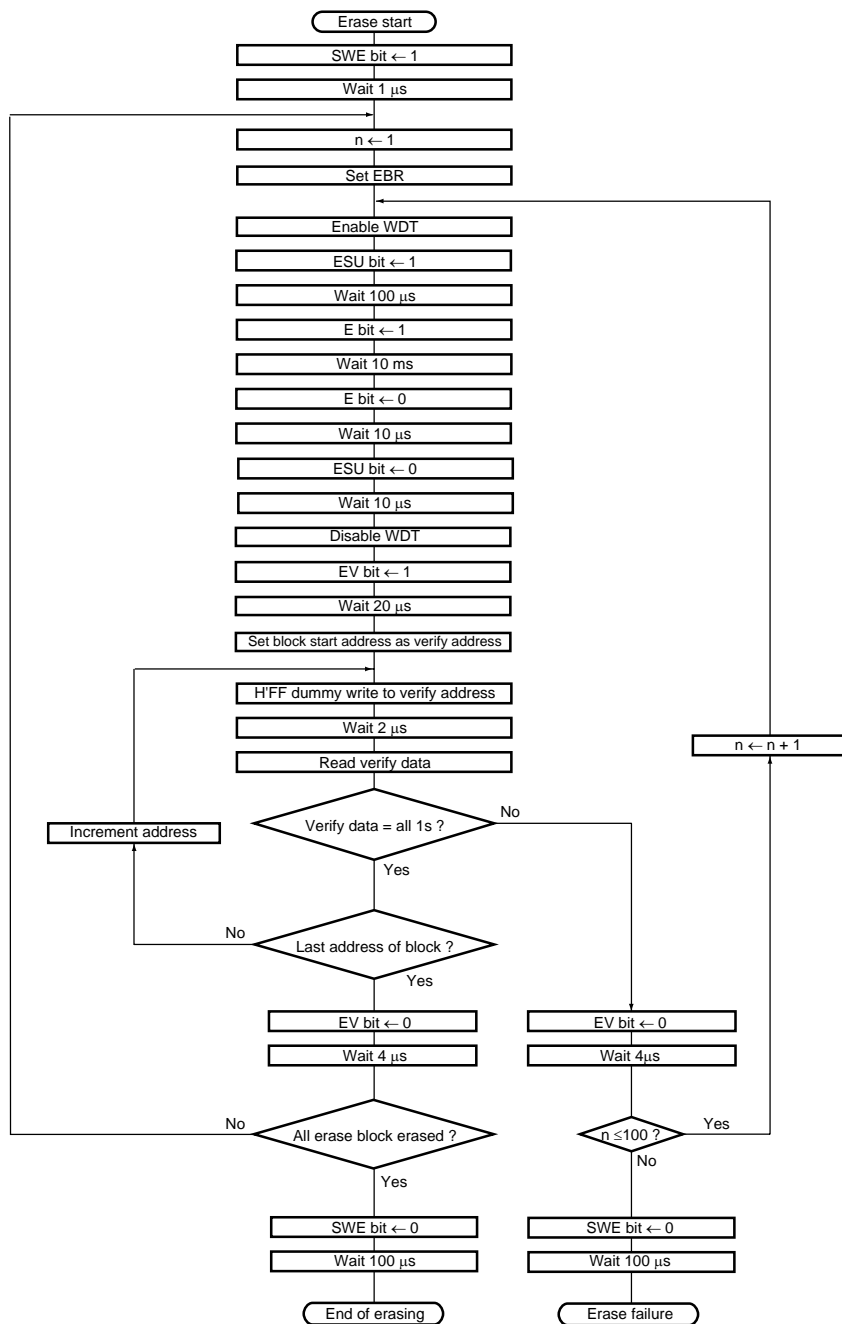 Erase start
SWE bit ← 1
Wait 1 μs
n ← 1
Set EBR
Enable WDT
ESU bit ← 1
Wait 100 μs
E bit ← 1
Wait 10 ms
E bit ← 0
Wait 10 μs
ESU bit ← 0
Wait 10 μs
Disable WDT
EV bit ← 1
Wait 20 μs
Set block start address as verify address
H'FF dummy write to verify address
Wait 2 μs
n ← n + 1
Read verify data
No
Increment address
Verify data = all 1s ?
Yes
No
Last address of block ?
Yes
EV bit ← 0
EV bit ← 0
Wait 4 μs
Wait 4μs
No
Yes
All erase block erased ?
n ≤100 ?
No
Yes
SWE bit ← 0
SWE bit ← 0
Wait 100 μs
Wait 100 μs
End of erasing
Erase failure